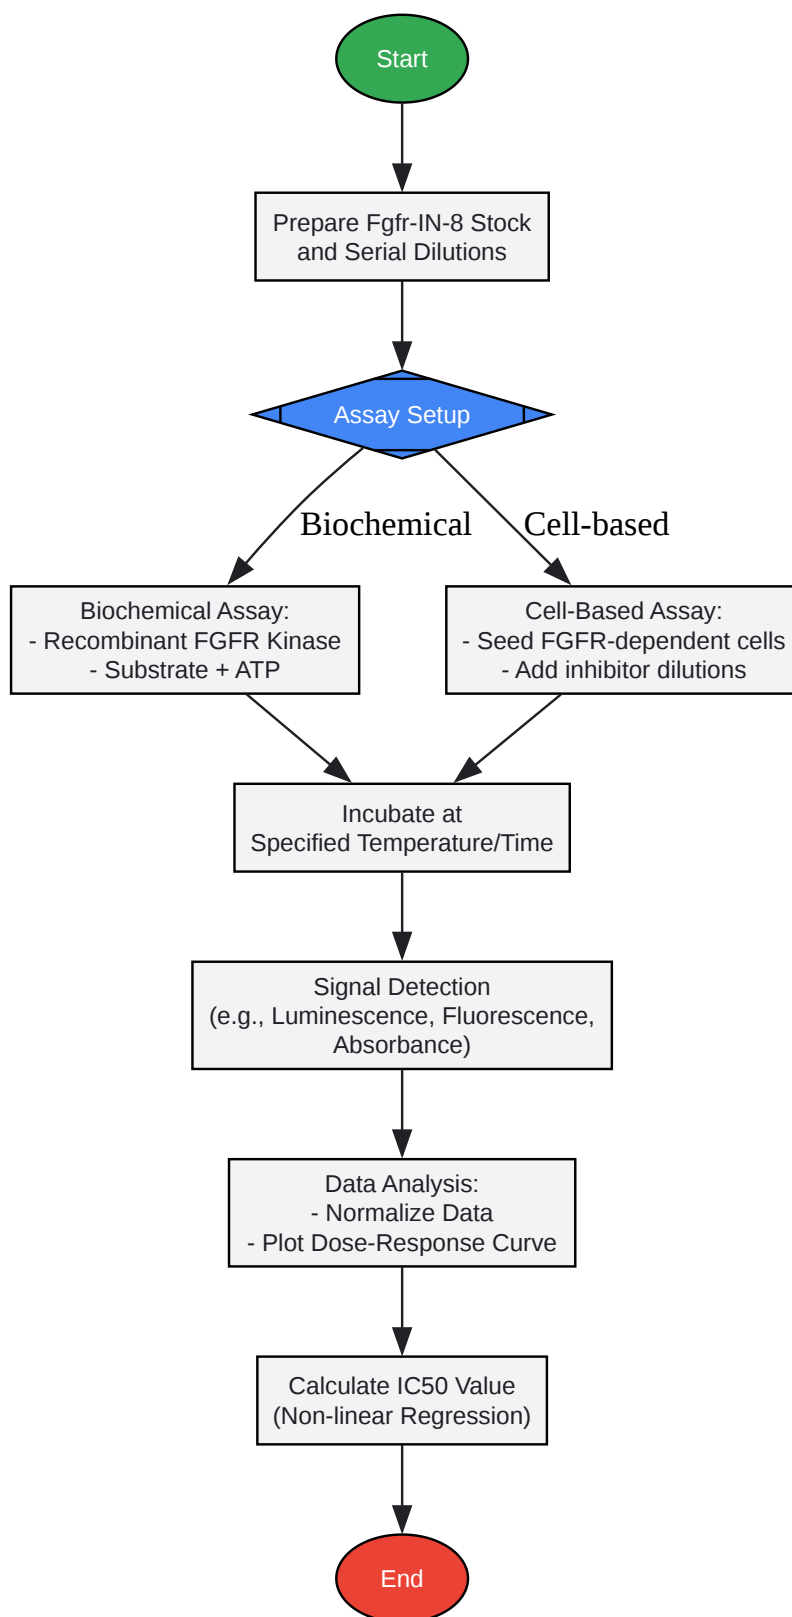 Start
Prepare Fgfr-IN-8 Stock
and Serial Dilutions
Assay Setup
Biochemical
Cell-based
Biochemical Assay:
- Recombinant FGFR Kinase
- Substrate + ATP
Cell-Based Assay:
- Seed FGFR-dependent cells
- Add inhibitor dilutions
Incubate at
Specified Temperature/Time
Signal Detection
(e.g., Luminescence, Fluorescence,
Absorbance)
Data Analysis:
- Normalize Data
- Plot Dose-Response Curve
Calculate IC50 Value
(Non-linear Regression)
End